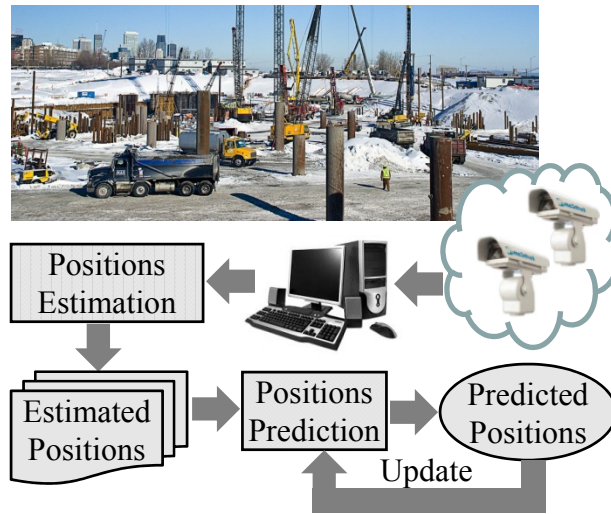 Positions
Estimation
Estimated
Positions
Positions
Prediction
Predicted
Positions
Update